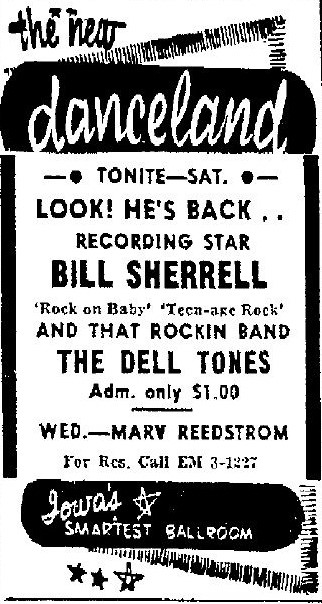 the new
danceland
TONITE—SAT.
LOOK! HE'S BACK . .
RECORDING STAR
BILL SHERRELL
'Rock on Baby' 'Teen-age Rock'
AND THAT ROCKIN BAND
THE DELL TONES
Adm. only $1.00
WED.—MARV REEDSTROM
For Res. Call EM 3-1227
Iowa's
SMARTEST BALLROOM